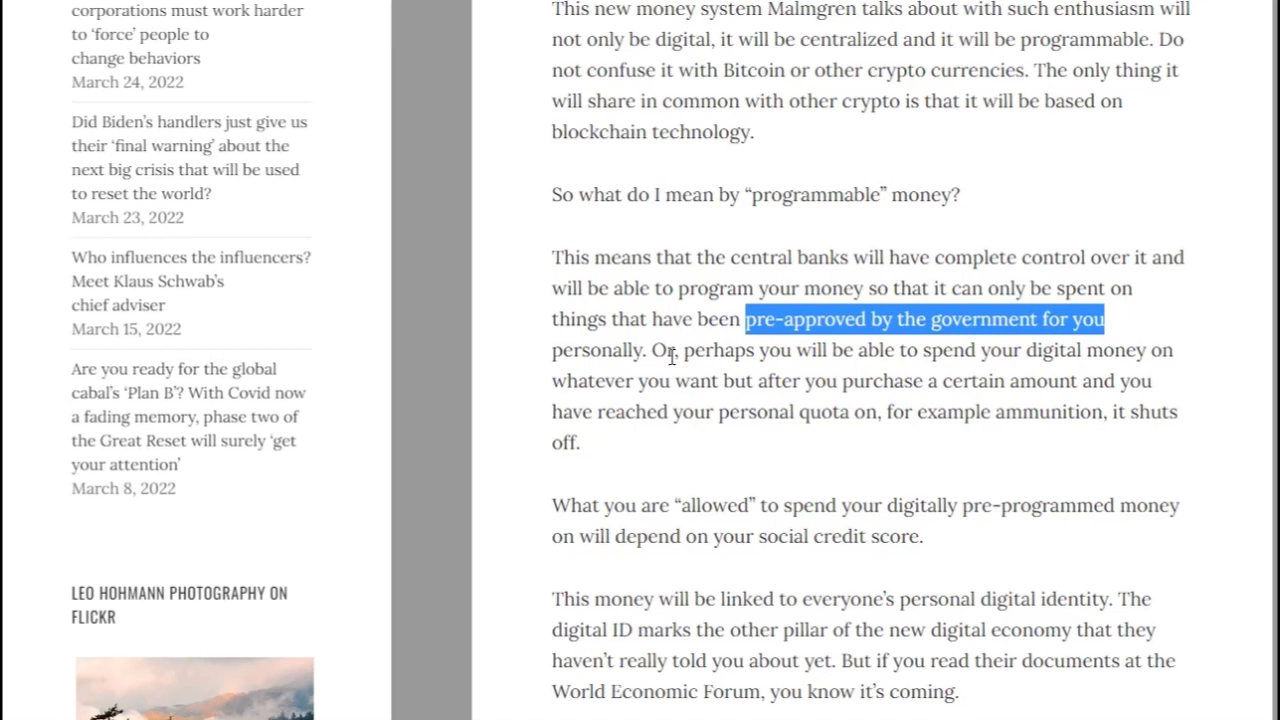 corporations must work harder
to ‘force’ people to
change behaviors
March 24, 2022
Did Biden’s handlers just give us
their ‘final warning’ about the
next big crisis that will be used
to reset the world?
March 23, 2022
Who influences the influencers?
Meet Klaus Schwab’s
chief adviser
March 15, 2022
Are you ready for the global
cabal’s ‘Plan B’? With Covid now
a fading memory, phase two of
the Great Reset will surely ‘get
your attention’
March 8, 2022
LEO HOHMANN PHOTOGRAPHY ON
FLICKR
This new money system Malmgren talks about with such enthusiasm will
not only be digital, it will be centralized and it will be programmable. Do
not confuse it with Bitcoin or other crypto currencies. The only thing it
will share in common with other crypto is that it will be based on
blockchain technology.
So what do I mean by “programmable” money?
This means that the central banks will have complete control over it and
will be able to program your money so that it can only be spent on
things that have been pre-approved by the government for you
personally. Or, perhaps you will be able to spend your digital money on
whatever you want but after you purchase a certain amount and you
have reached your personal quota on, for example ammunition, it shuts
off.
What you are “allowed” to spend your digitally pre-programmed money
on will depend on your social credit score.
This money will be linked to everyone’s personal digital identity. The
digital ID marks the other pillar of the new digital economy that they
haven’t really told you about yet. But if you read their documents at the
World Economic Forum, you know it’s coming.